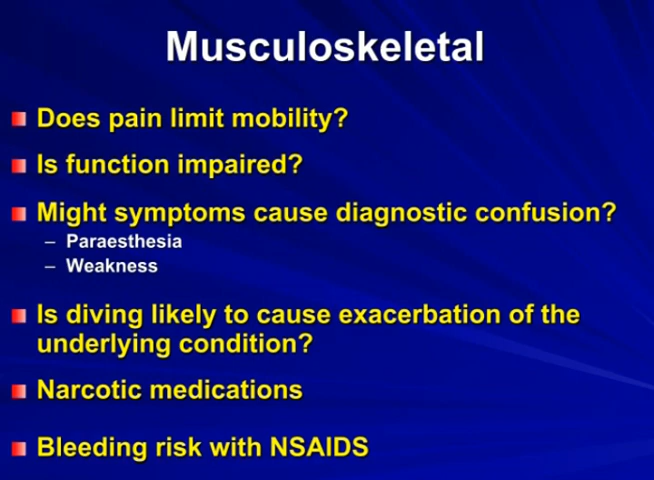 Musculoskeletal
Does pain limit mobility?
Is function impaired?
Might symptoms cause diagnostic confusion?
– Paraesthesia
– Weakness
Is diving likely to cause exacerbation of the
underlying condition?
Narcotic medications
Bleeding risk with NSAIDS